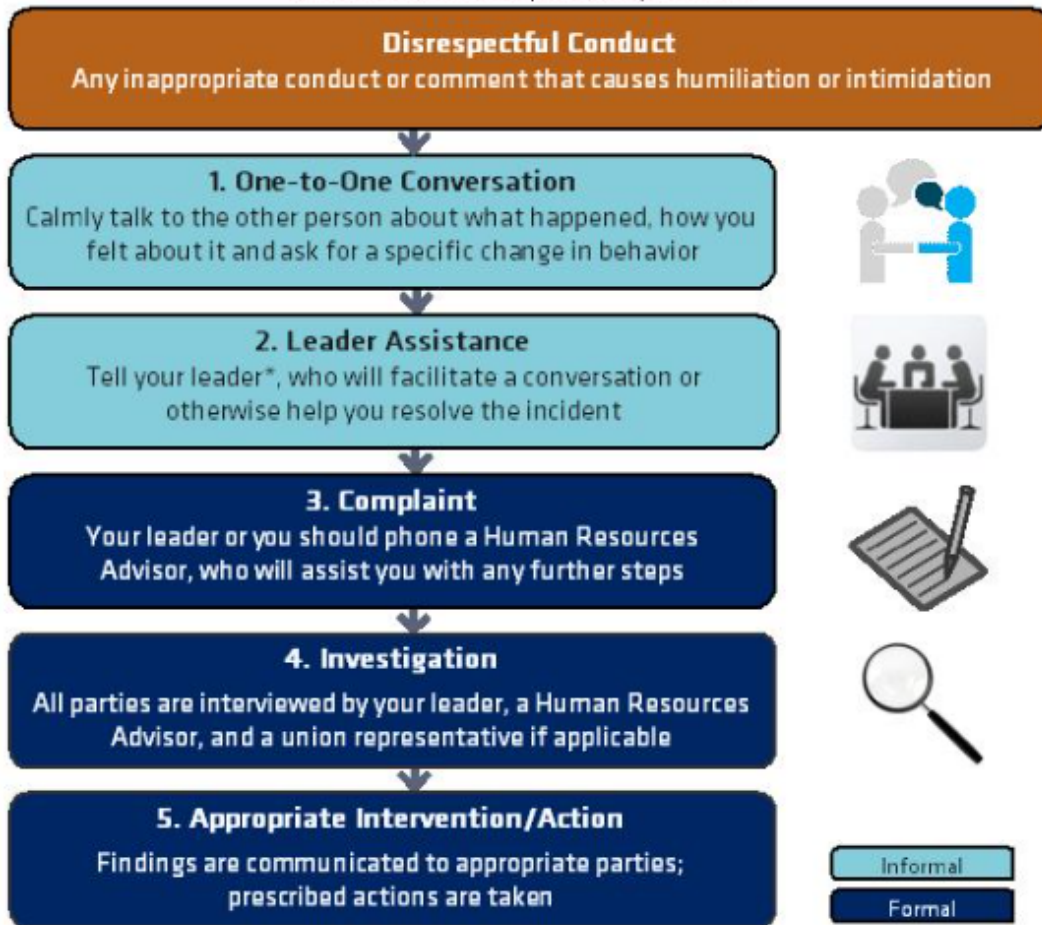 Disrespectful Conduct
Any inappropriate conduct or comment that causes humiliation or intimidation
1. One-to-One Conversation
Calmly talk to the other person about what happened, how you
felt about it and ask for a specific change in behavior
2. Leader Assistance
Tell your leader*, who will facilitate a conversation or
otherwise help you resolve the incident
3. Complaint
Your leader or you should phone a Human Resources
Advisor, who will assist you with any further steps
4. Investigation
All parties are interviewed by your leader, a Human Resources
Advisor, and a union representative if applicable
5. Appropriate Intervention/Action
Findings are communicated to appropriate parties;
prescribed actions are taken
Informal
Formal